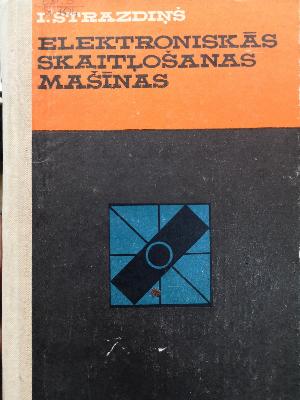 I. STRAZDIŅŠ
ELEKTRONISKĀS
SKAITĻOŠANAS
MAŠĪNAS